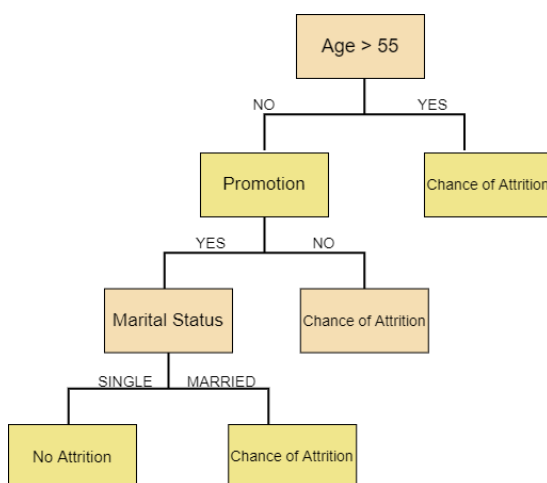 Age > 55
NO
YES
Promotion
Chance of Attrition
YES
NO
Marital Status
Chance of Attrition
SINGLE
MARRIED
No Attrition
Chance of Attrition